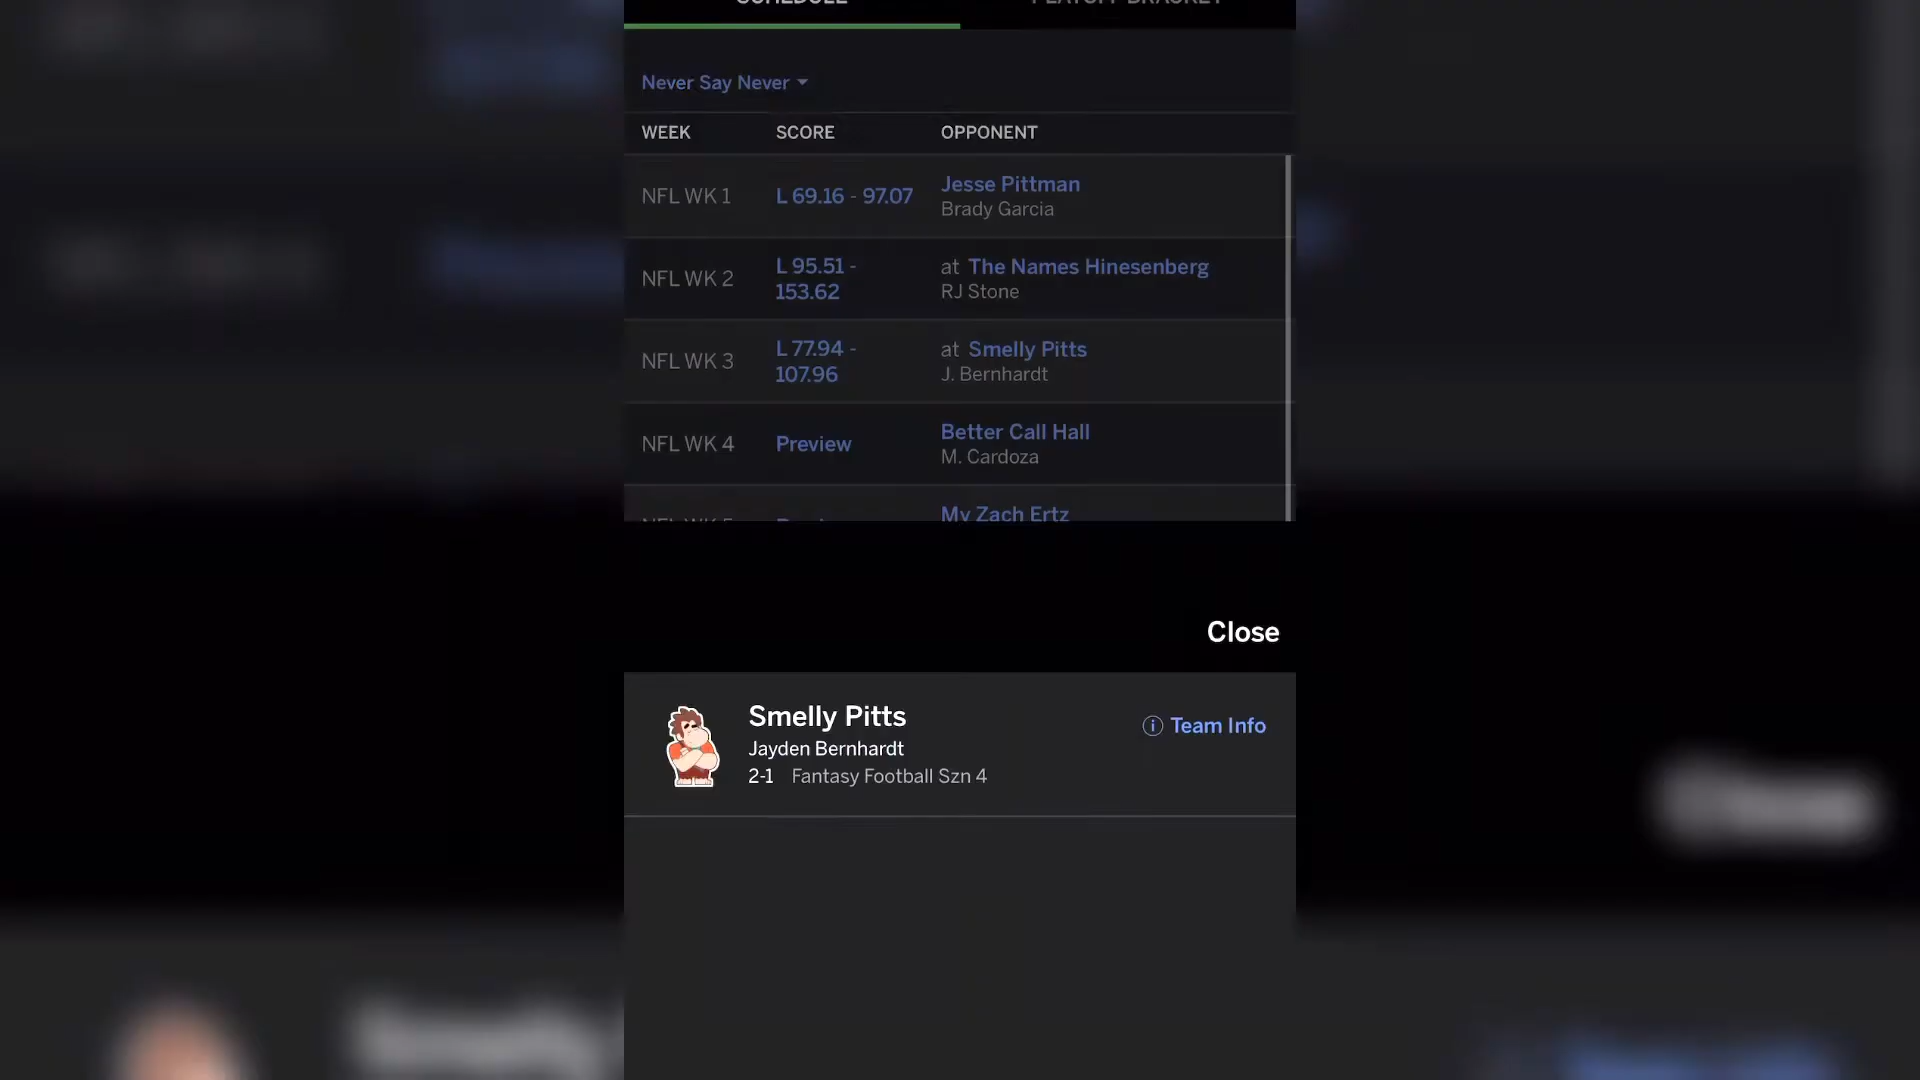 SCHEDULE
PLAYOFF BRACKET
Never Say Never
WEEK SCORE OPPONENT
NFL WK 1 L 69.16 - 97.07 Jesse Pittman
Brady Garcia
NFL WK 2 L 95.51 - 153.62 at The Names Hinesenberg
RJ Stone
NFL WK 3 L 77.94 - 107.96 at Smelly Pitts
J. Bernhardt
NFL WK 4 Preview Better Call Hall
M. Cardoza
My Zach Ertz
Close
Smelly Pitts
Team Info
Jayden Bernhardt
2-1 Fantasy Football Szn 4